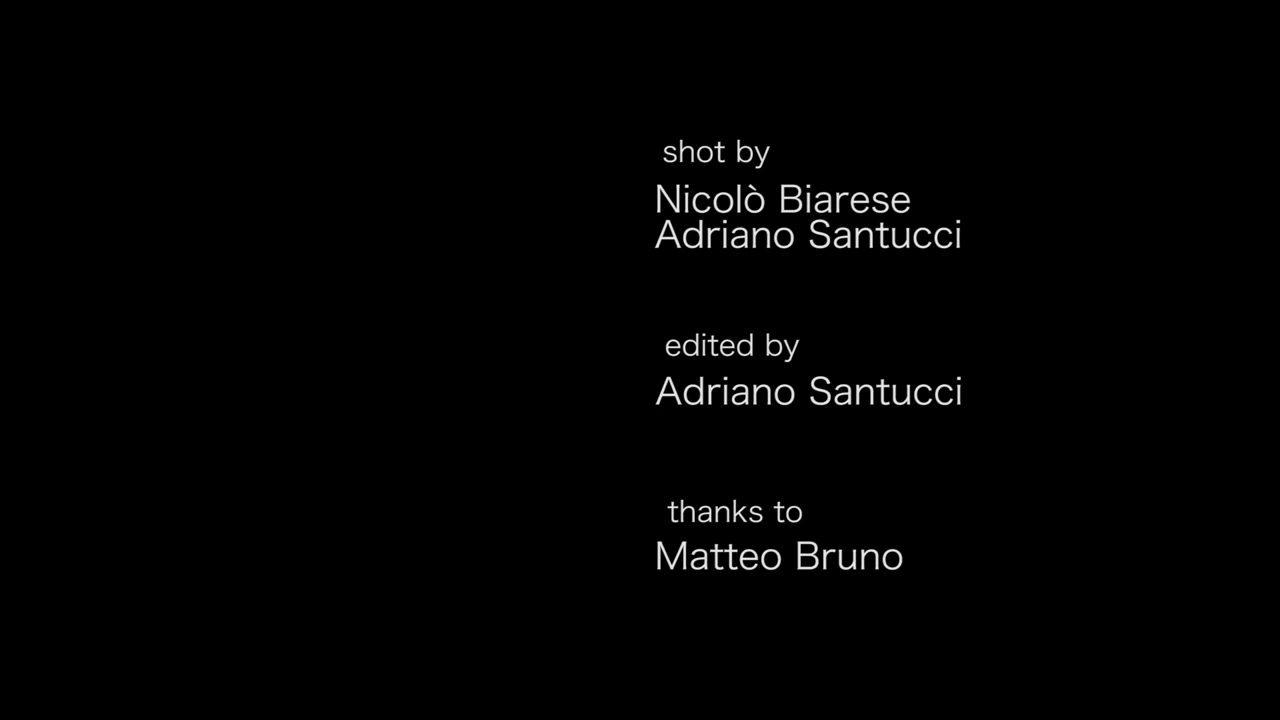 shot by
Nicolò Biarese
Adriano Santucci
edited by
Adriano Santucci
thanks to
Matteo Bruno